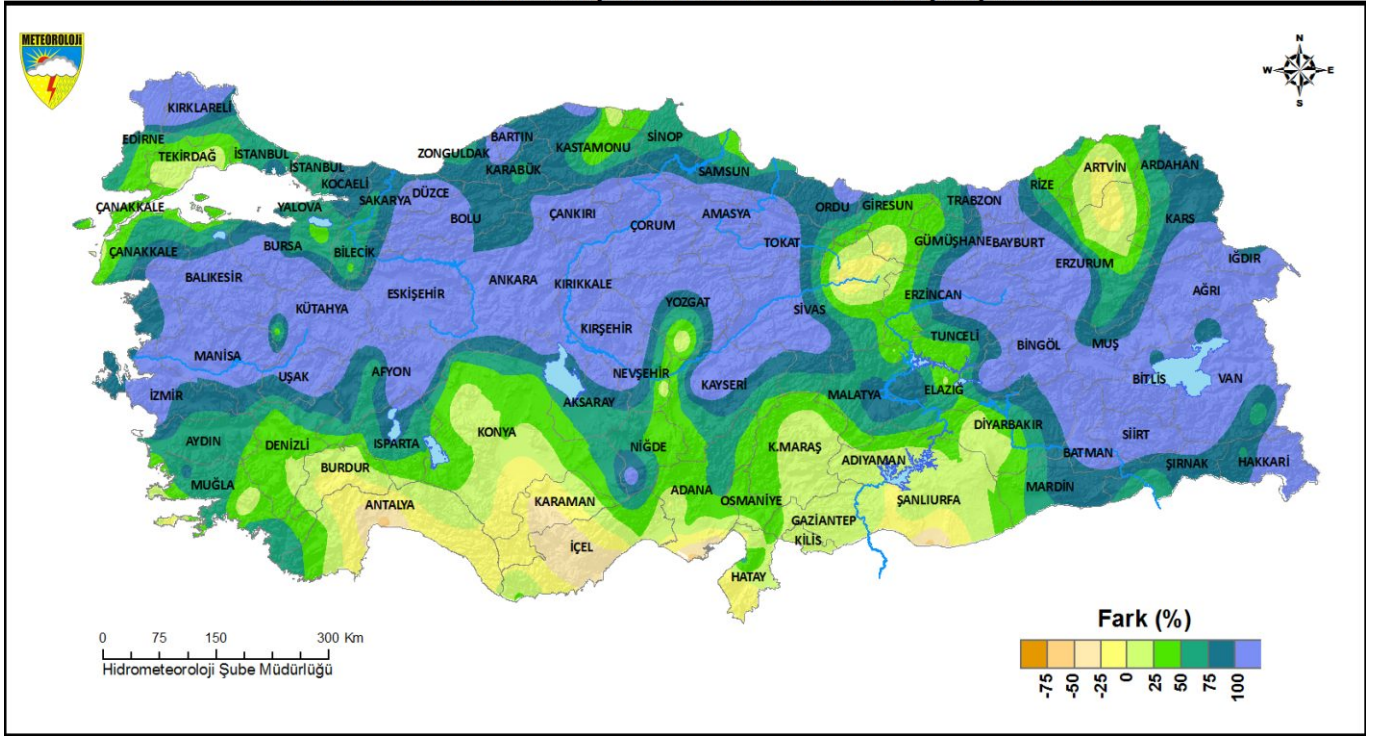 METEOROLOJİ
N
W E
S
KIRKLARELİ
EDİRNE
TEKİRDAĞ
İSTANBUL
İSTANBUL
KOCAELİ
ÇANAKKALE
YALOVA
SAKARYA
DÜZCE
ZONGULDAK
BARTIN
KARABÜK
KASTAMONU
SİNOP
SAMSUN
ÇANAKKALE
BURSA
BİLECİK
BOLU
ÇANKIRI
ÇORUM
AMASYA
TOKAT
ORDU
GİRESUN
TRABZON
RİZE
ARTVİN
ARDAHAN
KARS
GÜMÜŞHANE
BAYBURT
ERZURUM
IĞDIR
AĞRI
BALIKESİR
KÜTAHYA
ESKİŞEHİR
ANKARA
KIRIKKALE
YOZGAT
SİVAS
ERZİNCAN
TUNCELİ
BİNGÖL
MUŞ
BİTLİS
VAN
MANİSA
UŞAK
AFYON
KIRŞEHİR
NEVŞEHİR
KAYSERİ
MALATYA
ELAZIĞ
İZMİR
AKSARAY
AYDIN
DENİZLİ
ISPARTA
KONYA
NİĞDE
K.MARAŞ
ADIYAMAN
DİYARBAKIR
BATMAN
SİİRT
ŞIRNAK
HAKKARİ
MUĞLA
BURDUR
ANTALYA
KARAMAN
İÇEL
ADANA
OSMANİYE
GAZİANTEP
KİLİS
ŞANLIURFA
MARDİN
HATAY
0 75 150 300 Km
Hidrometeoroloji Şube Müdürlüğü
Fark (%)
-75 -50 -25 0 25 50 75 100